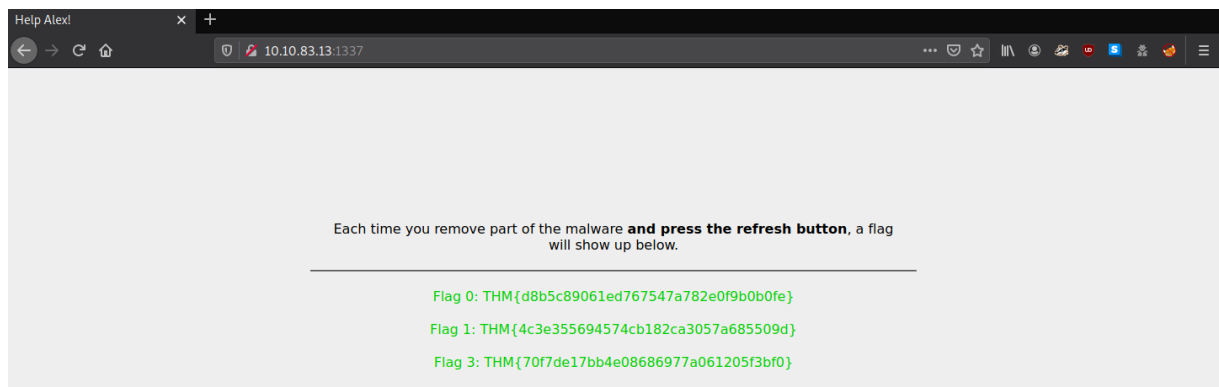 Help Alex!
10.10.83.13:1337
Each time you remove part of the malware and press the refresh button, a flag
will show up below.
Flag 0: THM{d8b5c89061ed767547a782e0f9b0b0fe}
Flag 1: THM{4c3e355694574cb182ca3057a685509d}
Flag 3: THM{70f7de17bb4e08686977a061205f3bf0}